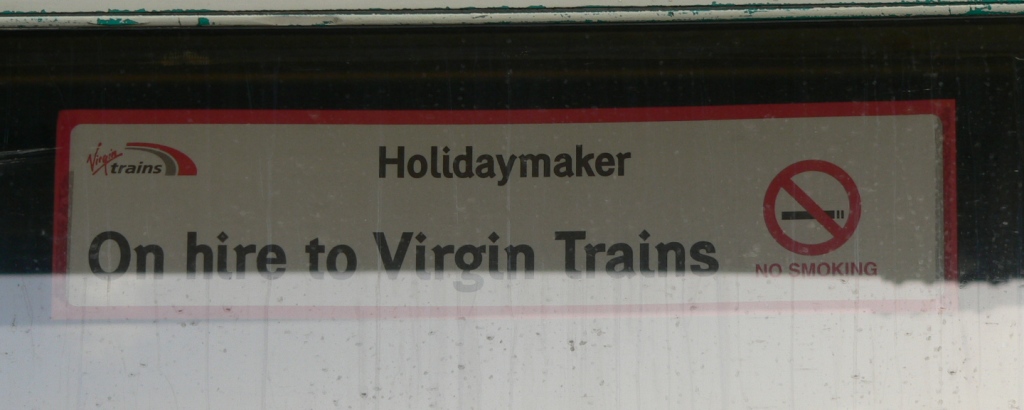 Virgin
trains
Holidaymaker
On hire to Virgin Trains
NO SMOKING